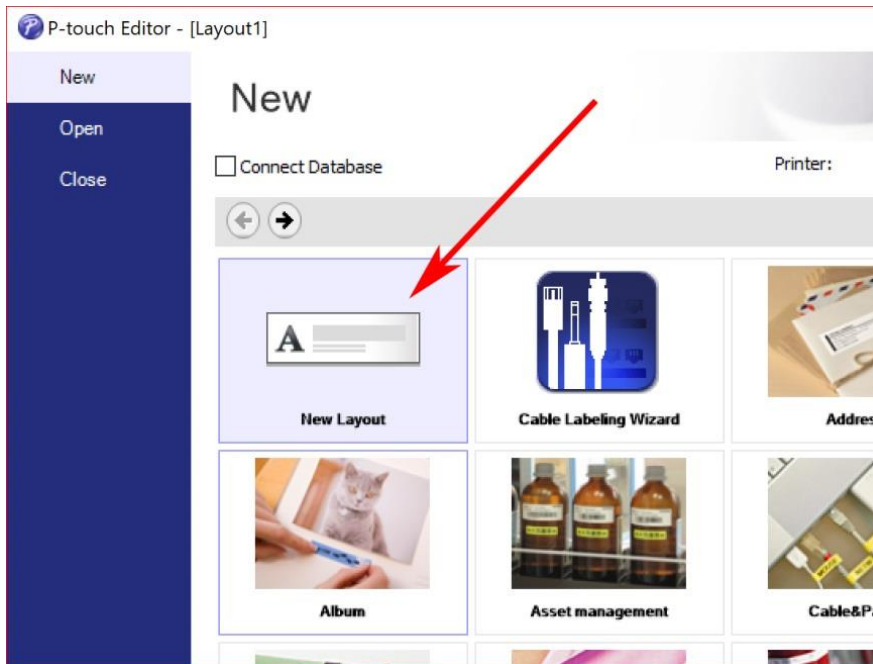 P-touch Editor - [Layout1]
New
Open
Close
New
Connect Database
Printer:
A
New Layout
Cable Labeling Wizard
Addres
Album
Asset management
Cable&P